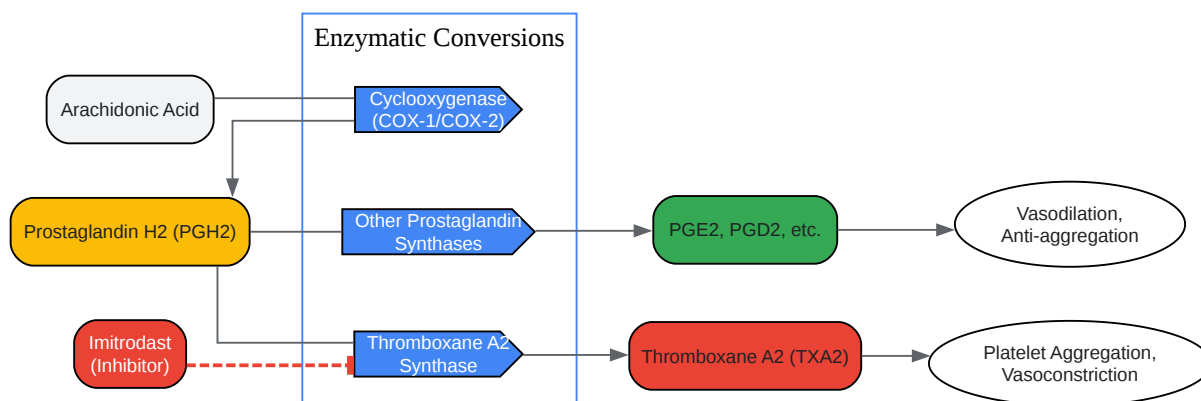 Enzymatic Conversions
Arachidonic Acid
Cyclooxygenase
(COX-1/COX-2)
Prostaglandin H2 (PGH2)
Other Prostaglandin
Synthases
PGE2, PGD2, etc.
Vasodilation,
Anti-aggregation
Imitrodast
(Inhibitor)
Thromboxane A2
Synthase
Thromboxane A2 (TXA2)
Platelet Aggregation,
Vasoconstriction